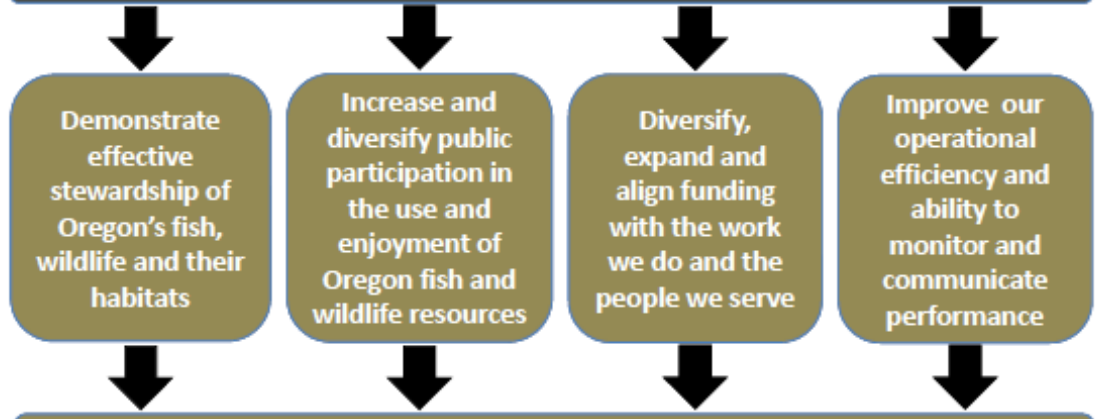 Demonstrate
effective
stewardship of
Oregon's fish,
wildlife and their
habitats
Increase and
diversify public
participation in
the use and
enjoyment of
Oregon fish and
wildlife resources
Diversify,
expand and
align funding
with the work
we do and the
people we serve
Improve our
operational
efficiency and
ability to
monitor and
communicate
performance